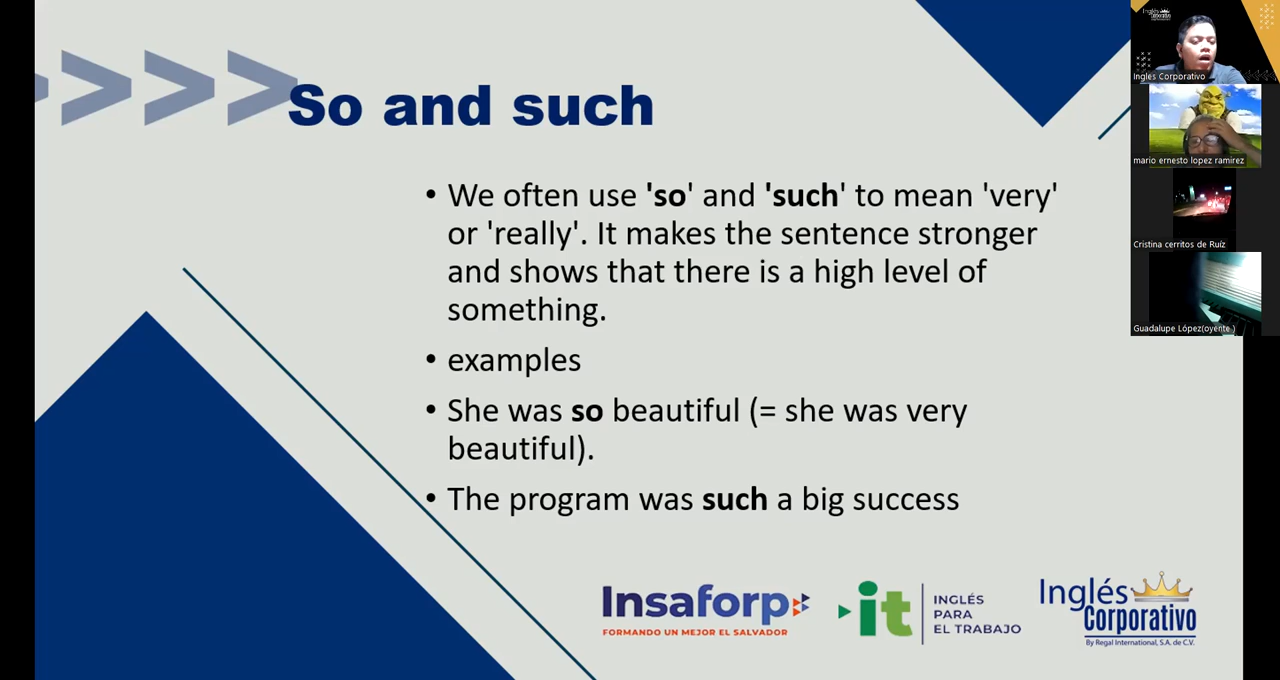 >>>>So and such
• We often use 'so' and 'such' to mean 'very'
or 'really'. It makes the sentence stronger
and shows that there is a high level of
something.
• examples
• She was so beautiful (= she was very
beautiful).
• The program was such a big success
Insaforp
FORMANDO UN MEJOR EL SALVADOR
it
INGLÉS
PARA
EL TRABAJO
Inglés
Corporativo
By Regal International, S.A. de C.V.
Inglés Corporativo
Ingles Corporativo
mario ernesto lopez ramirez
Cristina cerritos de Ruíz
Guadalupe López(oyente )